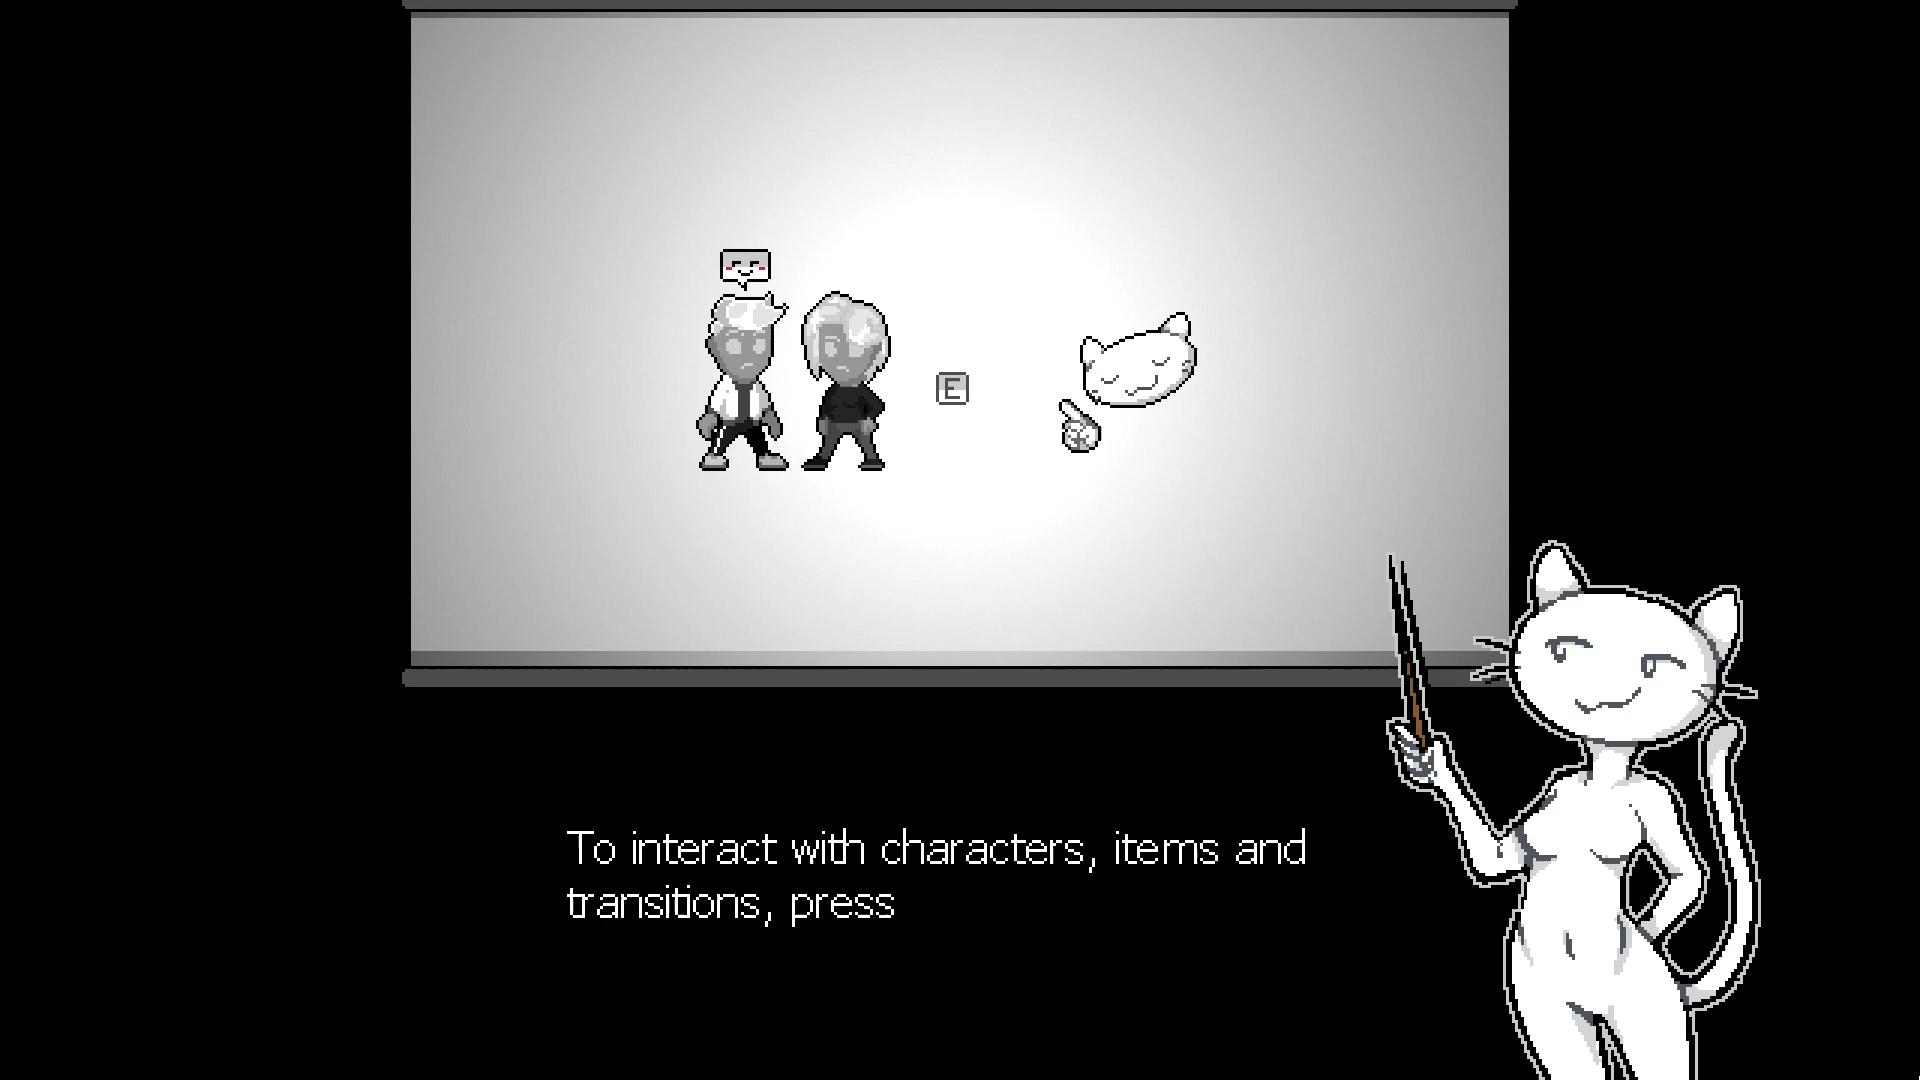 E
To interact with characters, items and
transitions, press